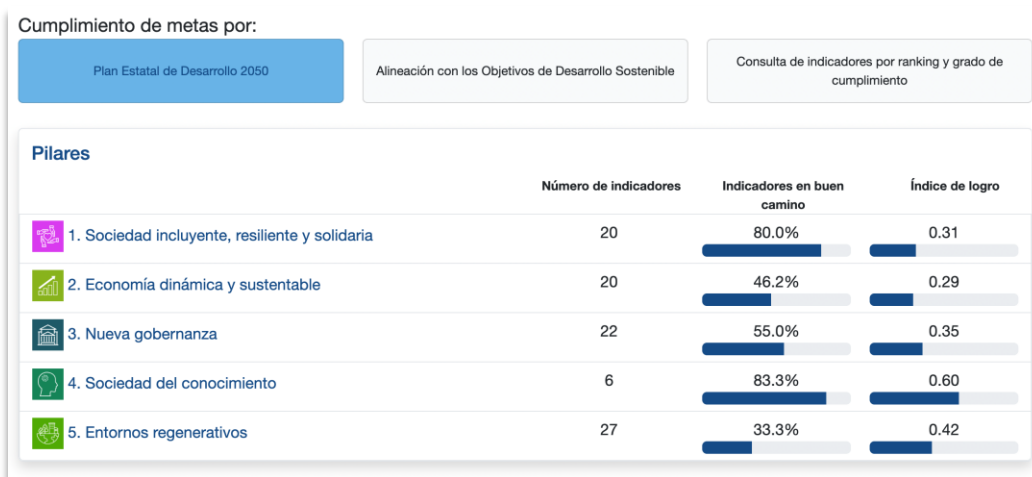 Cumplimiento de metas por:
Plan Estatal de Desarrollo 2050
Alineación con los Objetivos de Desarrollo Sostenible
Consulta de indicadores por ranking y grado de
cumplimiento
Pilares
Número de indicadores
Indicadores en buen
camino
Índice de logro
1. Sociedad incluyente, resiliente y solidaria 20 80.0% 0.31
2. Economía dinámica y sustentable 20 46.2% 0.29
3. Nueva gobernanza 22 55.0% 0.35
4. Sociedad del conocimiento 6 83.3% 0.60
5. Entornos regenerativos 27 33.3% 0.42